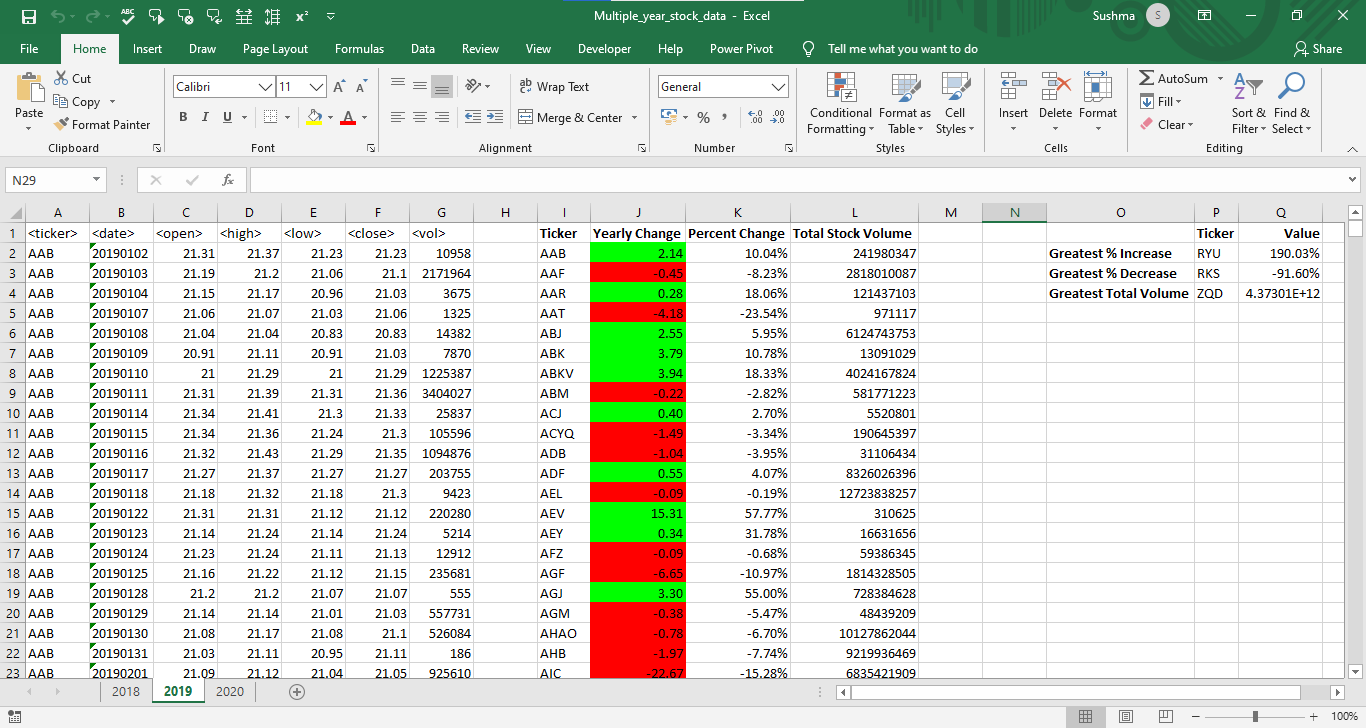 ABC x² Multiple_year_stock_data - Excel Sushma S
File Home Insert Draw Page Layout Formulas Data Review View Developer Help Power Pivot Tell me what you want to do Share
Paste Cut Copy Format Painter Clipboard
Calibri 11 A A B I U A Font
ab Wrap Text Merge & Center Alignment
General % , Number
Conditional Formatting Format as Table Cell Styles Styles
Insert Delete Format Cells
AutoSum Fill Clear Sort & Filter Find & Select Editing
N29 fx
A B C D E F G H I J K L M N O P Q
1 <ticker> <date> <open> <high> <low> <close> <vol> Ticker Yearly Change Percent Change Total Stock Volume Ticker Value
2 AAB 20190102 21.31 21.37 21.23 21.23 10958 AAB 2.14 10.04% 241980347 Greatest % Increase RYU 190.03%
3 AAB 20190103 21.19 21.2 21.06 21.1 2171964 AAF -0.45 -8.23% 2818010087 Greatest % Decrease RKS -91.60%
4 AAB 20190104 21.15 21.17 20.96 21.03 3675 AAR 0.28 18.06% 121437103 Greatest Total Volume ZQD 4.37301E+12
5 AAB 20190107 21.06 21.07 21.03 21.06 1325 AAT -4.18 -23.54% 971117
6 AAB 20190108 21.04 21.04 20.83 20.83 14382 ABJ 2.55 5.95% 6124743753
7 AAB 20190109 20.91 21.11 20.91 21.03 7870 ABK 3.79 10.78% 13091029
8 AAB 20190110 21 21.29 21 21.29 1225387 ABKV 3.94 18.33% 4024167824
9 AAB 20190111 21.31 21.39 21.31 21.36 3404027 ABM -0.22 -2.82% 581771223
10 AAB 20190114 21.34 21.41 21.3 21.33 25837 ACJ 0.40 2.70% 5520801
11 AAB 20190115 21.34 21.36 21.24 21.3 105596 ACYQ -1.49 -3.34% 190645397
12 AAB 20190116 21.32 21.43 21.29 21.35 1094876 ADB -1.04 -3.95% 31106434
13 AAB 20190117 21.27 21.37 21.27 21.27 203755 ADF 0.55 4.07% 8326026396
14 AAB 20190118 21.18 21.32 21.18 21.3 9423 AEL -0.09 -0.19% 12723838257
15 AAB 20190122 21.31 21.31 21.12 21.12 220280 AEV 15.31 57.77% 310625
16 AAB 20190123 21.14 21.24 21.14 21.24 5214 AEY 0.34 31.78% 16631656
17 AAB 20190124 21.23 21.24 21.11 21.13 12912 AFZ -0.09 -0.68% 59386345
18 AAB 20190125 21.16 21.22 21.12 21.15 235681 AGF -6.65 -10.97% 1814328505
19 AAB 20190128 21.2 21.2 21.07 21.07 555 AGJ 3.30 55.00% 728384628
20 AAB 20190129 21.14 21.14 21.01 21.03 557731 AGM -0.38 -5.47% 48439209
21 AAB 20190130 21.08 21.17 21.08 21.1 526084 AHAO -0.78 -6.70% 10127862044
22 AAB 20190131 21.03 21.11 20.95 21.11 186 AHB -1.97 -7.74% 9219936469
23 AAB 20190201 21.09 21.12 21.04 21.05 925610 AIC -22.67 -15.28% 6835421909
2018 2019 2020
100%